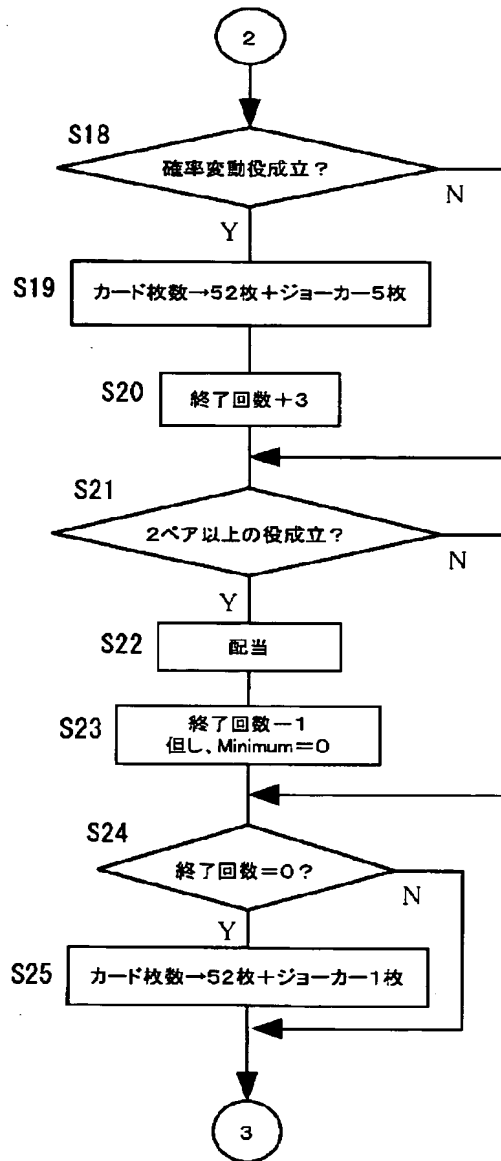 2
S18
確率変動役成立？
N
Y
S19
カード枚数→52枚＋ジョーカー5枚
S20
終了回数＋3
S21
2ペア以上の役成立？
N
Y
S22
配当
S23
終了回数－1
但し、Minimum＝0
S24
終了回数＝0？
N
Y
S25
カード枚数→52枚＋ジョーカー1枚
3